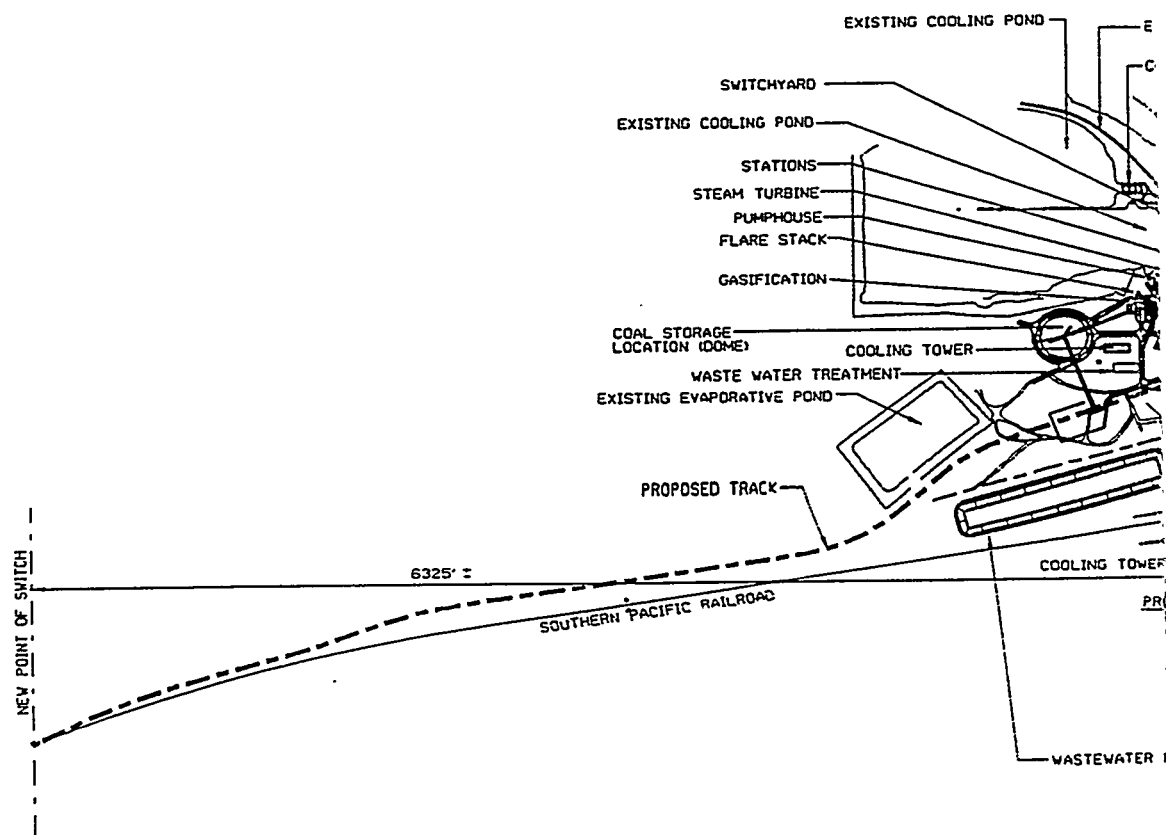 EXISTING COOLING POND
E
C
SWITCHYARD
EXISTING COOLING POND
STATIONS
STEAM TURBINE
PUMPHOUSE
FLARE STACK
GASIFICATION
COAL STORAGE
LOCATION (DOME)
COOLING TOWER
WASTE WATER TREATMENT
EXISTING EVAPORATIVE POND
PROPOSED TRACK
NEW POINT OF SWITCH
6325' ±
COOLING TOWER
SOUTHERN PACIFIC RAILROAD
PR
WASTEWATER